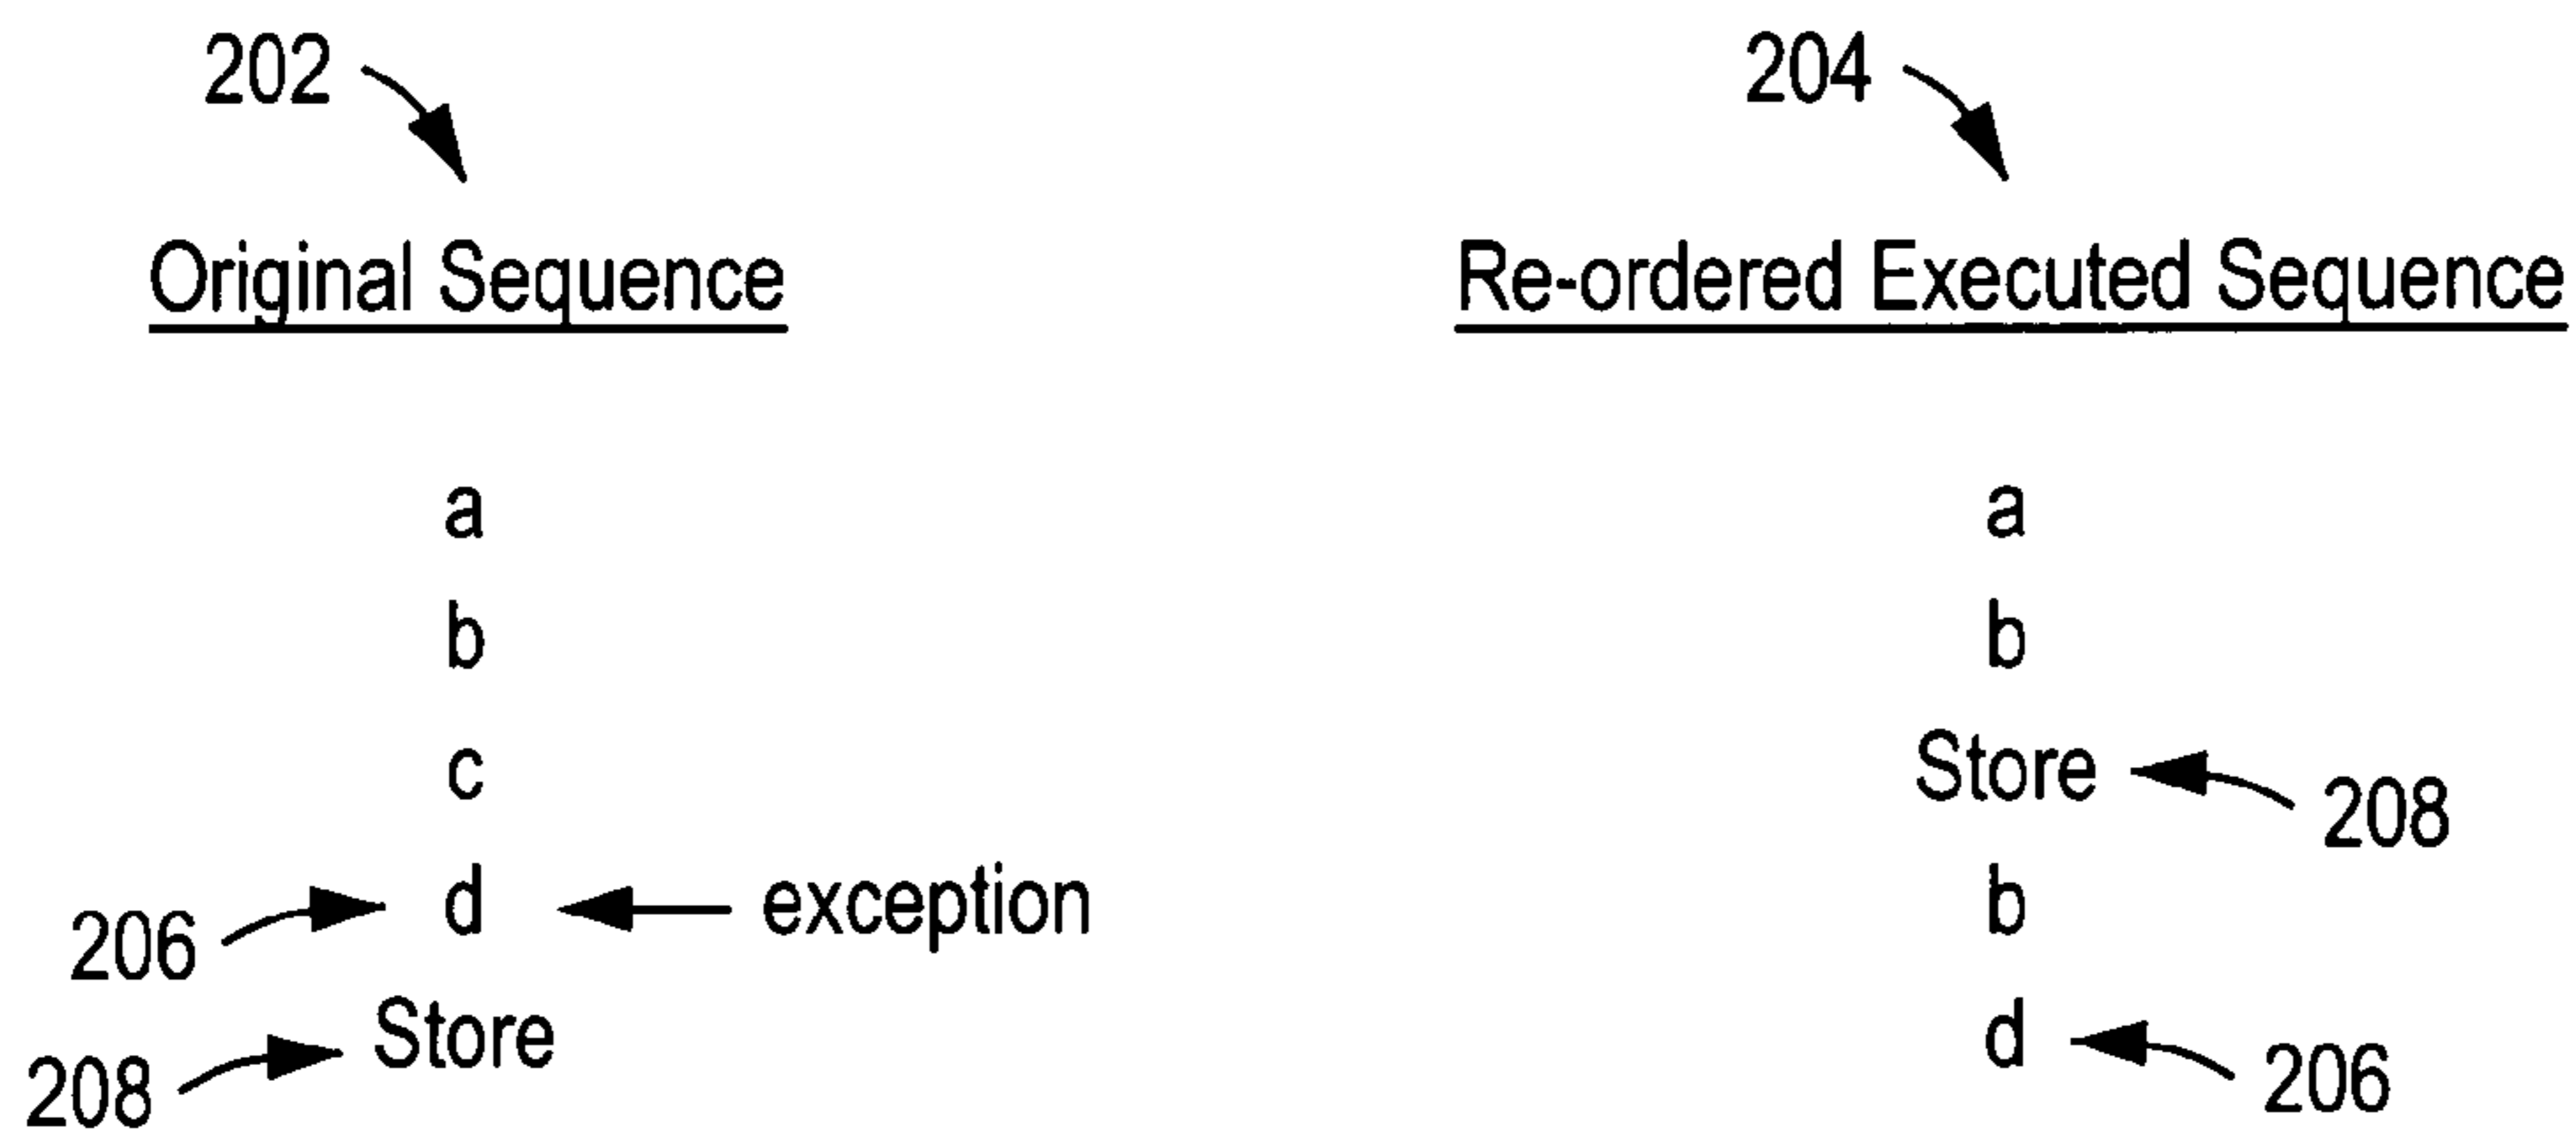 202 204
Original Sequence Re-ordered Executed Sequence
a a
b b
c Store 208
206 d exception b
208 Store d 206